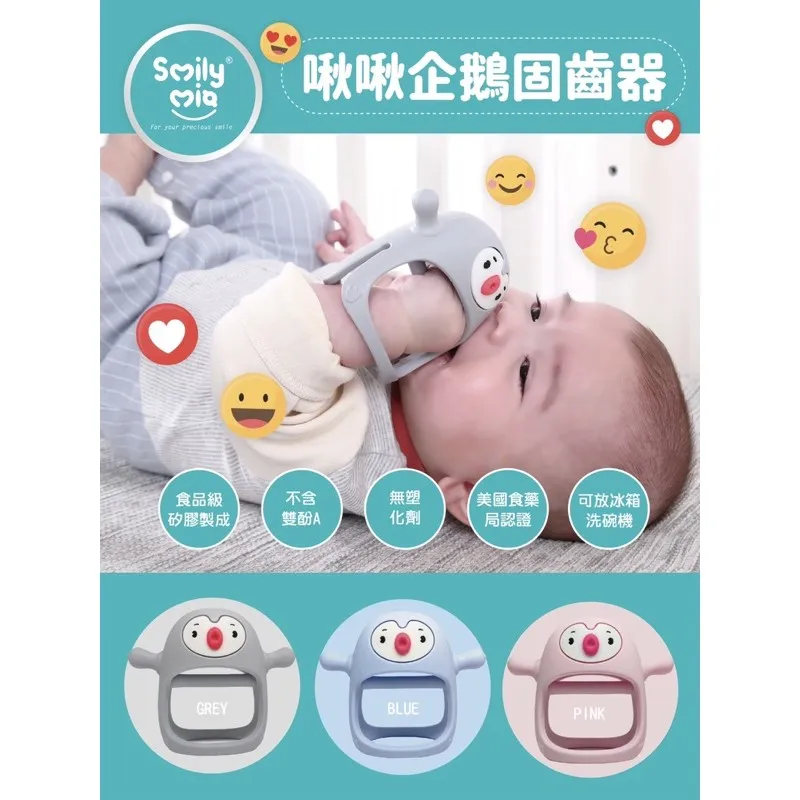 Smily®
mia
for your precious smile
啾啾企鵝固齒器
食品級
矽膠製成
不含
雙酚A
無塑
化劑
美國食藥
局認證
可放冰箱
洗碗機
GREY
BLUE
PINK